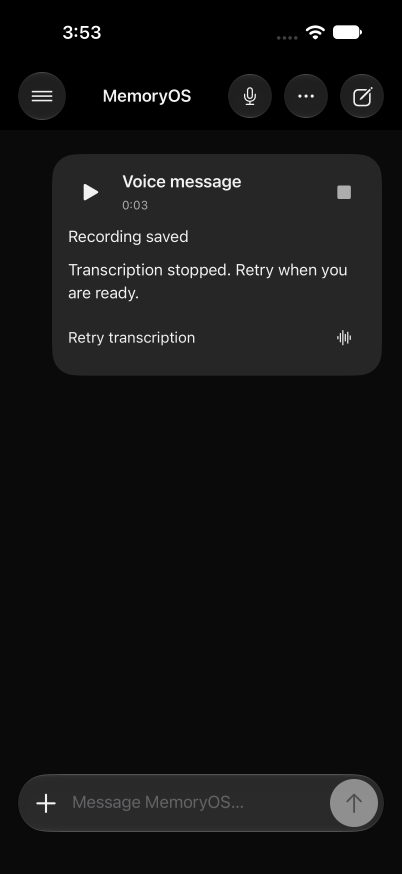 3:53
MemoryOS
Voice message
0:03
Recording saved
Transcription stopped. Retry when you
are ready.
Retry transcription
Message MemoryOS...